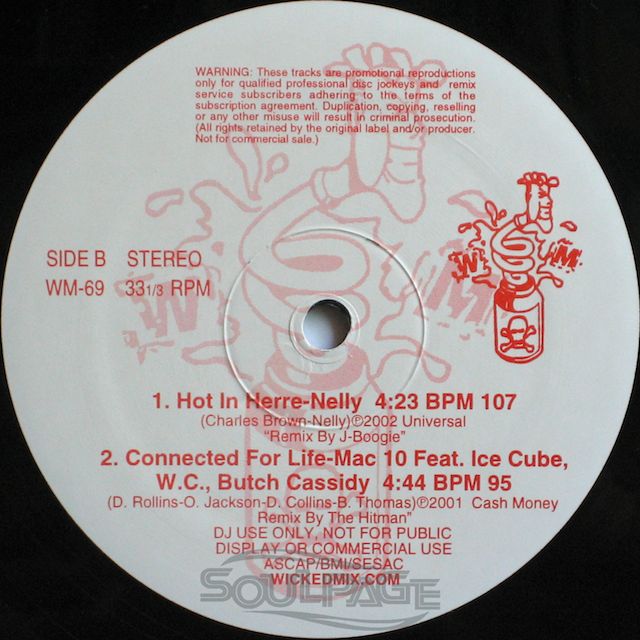 WARNING: These tracks are promotional reproductions
only for qualified professional disc jockeys and remix
service subscribers adhering to the terms of the
subscription agreement. Duplication, copying, reselling
or any other misuse will result in criminal prosecution.
(All rights retained by the original label and/or producer.
Not for commercial sale.)
W M
SIDE B STEREO
WM-69 33 1/3 RPM
W M
1. Hot In Herre-Nelly 4:23 BPM 107
(Charles Brown-Nelly)℗2002 Universal
"Remix By J-Boogie"
2. Connected For Life-Mac 10 Feat. Ice Cube,
W.C., Butch Cassidy 4:44 BPM 95
(D. Rollins-O. Jackson-D. Collins-B. Thomas)℗2001 Cash Money
Remix By The Hitman"
DJ USE ONLY, NOT FOR PUBLIC
DISPLAY OR COMMERCIAL USE
ASCAP/BMI/SESAC
WICKEDMIX.COM
SOULPAGE